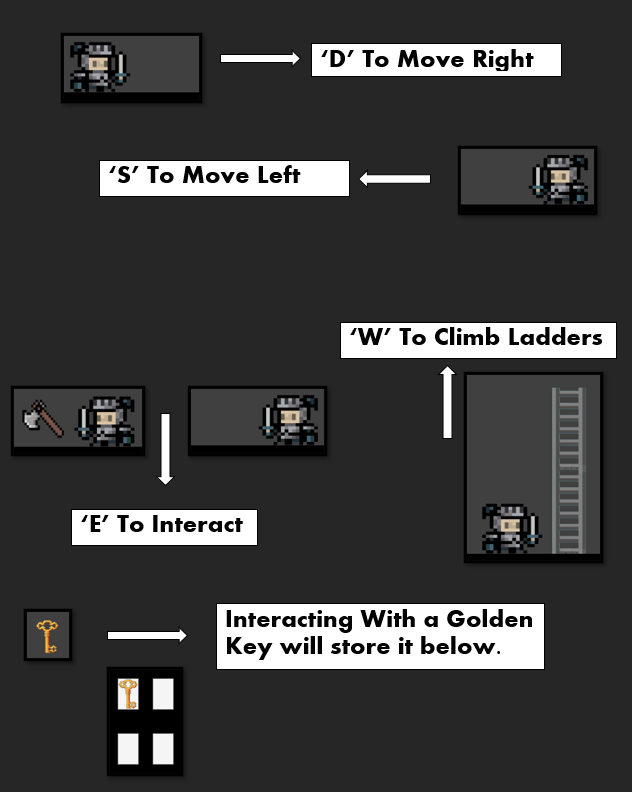 ‘D’ To Move Right
‘S’ To Move Left
‘W’ To Climb Ladders
‘E’ To Interact
Interacting With a Golden
Key will store it below.